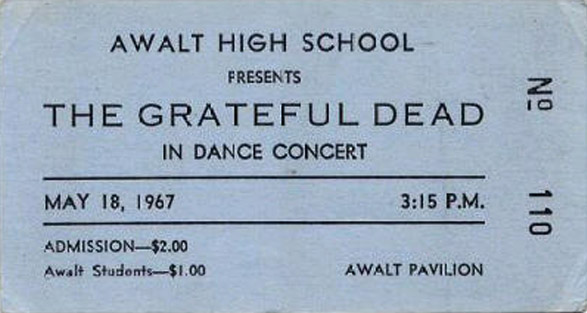 AWALT HIGH SCHOOL
PRESENTS
THE GRATEFUL DEAD
IN DANCE CONCERT
MAY 18, 1967 3:15 P.M.
ADMISSION—$2.00
Awalt Students—$1.00 AWALT PAVILION
No 110